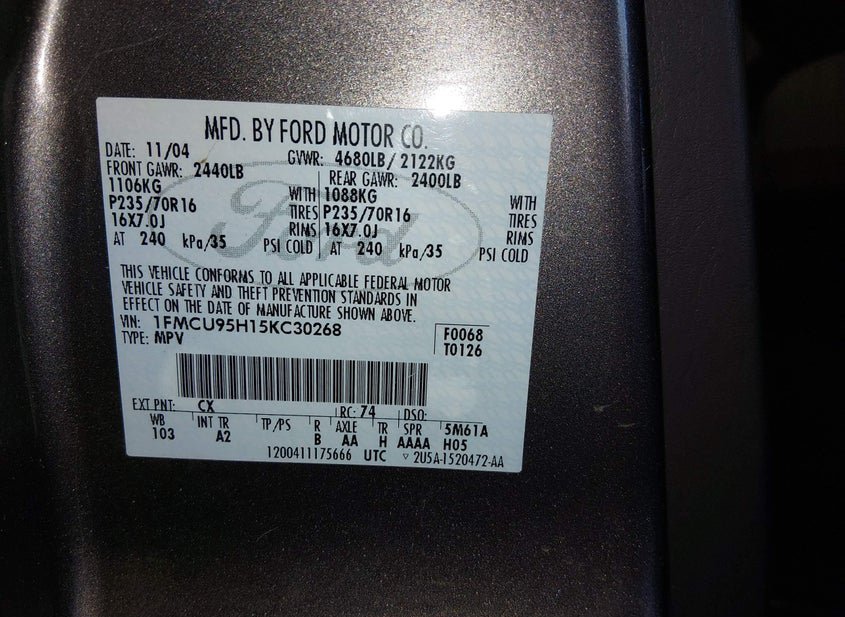 MFD. BY FORD MOTOR CO.
DATE: 11/04 GVWR: 4680LB/2122KG
FRONT GAWR: 2440LB REAR GAWR: 2400LB
1106KG WITH 1088KG WITH
P235/70R16 TIRES P235/70R16 TIRES
16X7.0J RIMS 16X7.0J RIMS
AT 240 kPa/35 PSI COLD AT 240 kPa/35 PSI COLD
THIS VEHICLE CONFORMS TO ALL APPLICABLE FEDERAL MOTOR
VEHICLE SAFETY AND THEFT PREVENTION STANDARDS IN
EFFECT ON THE DATE OF MANUFACTURE SHOWN ABOVE.
VIN: 1FMCU95H15KC30268 F0068
TYPE: MPV T0126
EXT PNT: CX RC: 74 DSO:
WB INT TR TP/PS R AXLE TR SPR 5M61A
103 A2 B AA H AAAA H05
1200411175666 UTC ▽ 2U5A-1520472-AA
Ford